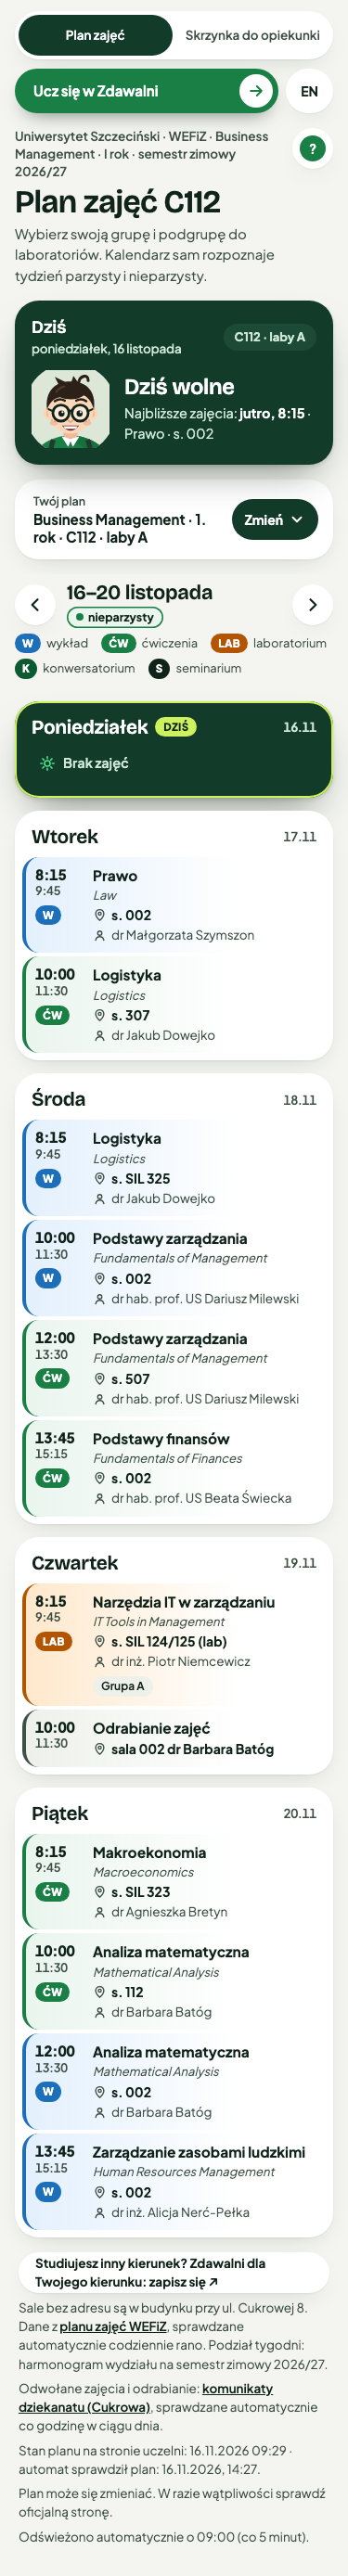 Plan zajęć
Skrzynka do opiekunki
Ucz się w Zdawalni
EN
Uniwersytet Szczeciński · WEFiZ · Business
Management · I rok · semestr zimowy
2026/27
?
Plan zajęć C112
Wybierz swoją grupę i podgrupę do
laboratoriów. Kalendarz sam rozpoznaje
tydzień parzysty i nieparzysty.
Dziś
poniedziałek, 16 listopada
C112 · laby A
Dziś wolne
Najbliższe zajęcia: jutro, 8:15 ·
Prawo · s. 002
Twój plan
Business Management · 1.
rok · C112 · laby A
Zmień
16–20 listopada
nieparzysty
W wykład
ĆW ćwiczenia
LAB laboratorium
K konwersatorium
S seminarium
Poniedziałek DZIŚ 16.11
Brak zajęć
Wtorek 17.11
8:15 Prawo
9:45 Law
W s. 002
dr Małgorzata Szymszon
10:00 Logistyka
11:30 Logistics
ĆW s. 307
dr Jakub Dowejko
Środa 18.11
8:15 Logistyka
9:45 Logistics
W s. SIL 325
dr Jakub Dowejko
10:00 Podstawy zarządzania
11:30 Fundamentals of Management
W s. 002
dr hab. prof. US Dariusz Milewski
12:00 Podstawy zarządzania
13:30 Fundamentals of Management
ĆW s. 507
dr hab. prof. US Dariusz Milewski
13:45 Podstawy finansów
15:15 Fundamentals of Finances
ĆW s. 002
dr hab. prof. US Beata Świecka
Czwartek 19.11
8:15 Narzędzia IT w zarządzaniu
9:45 IT Tools in Management
LAB s. SIL 124/125 (lab)
dr inż. Piotr Niemcewicz
Grupa A
10:00 Odrabianie zajęć
11:30 sala 002 dr Barbara Batóg
Piątek 20.11
8:15 Makroekonomia
9:45 Macroeconomics
ĆW s. SIL 323
dr Agnieszka Bretyn
10:00 Analiza matematyczna
11:30 Mathematical Analysis
ĆW s. 112
dr Barbara Batóg
12:00 Analiza matematyczna
13:30 Mathematical Analysis
W s. 002
dr Barbara Batóg
13:45 Zarządzanie zasobami ludzkimi
15:15 Human Resources Management
W s. 002
dr inż. Alicja Nerć-Pełka
Studiujesz inny kierunek? Zdawalni dla
Twojego kierunku: zapisz się ↗
Sale bez adresu są w budynku przy ul. Cukrowej 8.
Dane z planu zajęć WEFiZ, sprawdzane
automatycznie codziennie rano. Podział tygodni:
harmonogram wydziału na semestr zimowy 2026/27.
Odwołane zajęcia i odrabianie: komunikaty
dziekanatu (Cukrowa), sprawdzane automatycznie
co godzinę w ciągu dnia.
Stan planu na stronie uczelni: 16.11.2026 09:29 ·
automat sprawdził plan: 16.11.2026, 14:27.
Plan może się zmieniać. W razie wątpliwości sprawdź
oficjalną stronę.
Odświeżono automatycznie o 09:00 (co 5 minut).